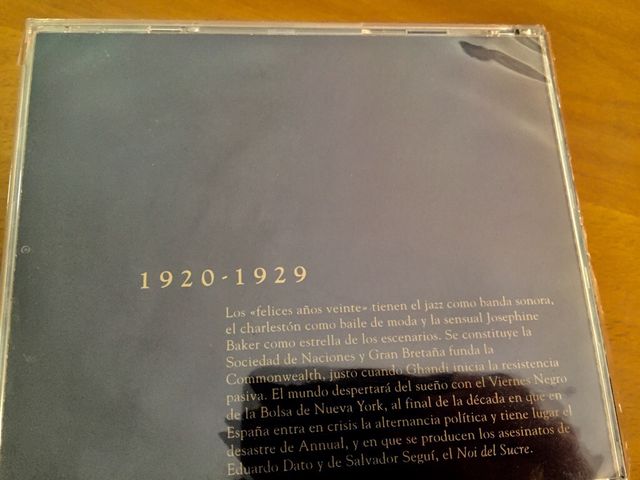 1920-1929
Los «felices años veinte» tienen el jazz como banda sonora,
el charlestón como baile de moda y la sensual Josephine
Baker como estrella de los escenarios. Se constituye la
Sociedad de Naciones y Gran Bretaña funda la
Commonwealth, justo cuando Ghandi inicia la resistencia
pasiva. El mundo despertará del sueño con el Viernes Negro
de la Bolsa de Nueva York, al final de la década en que en
España entra en crisis la alternancia política y tiene lugar el
desastre de Annual, y en que se producen los asesinatos de
Eduardo Dato y de Salvador Seguí, el Noi del Sucre.